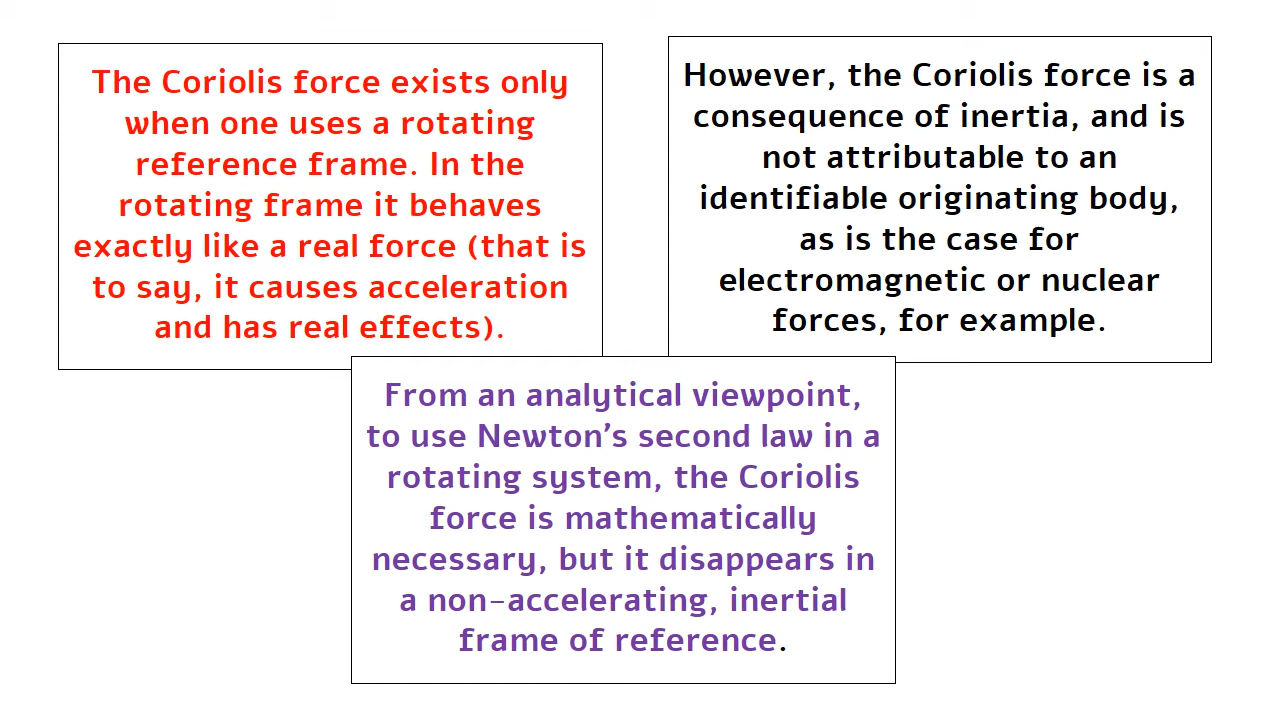 The Coriolis force exists only
when one uses a rotating
reference frame. In the
rotating frame it behaves
exactly like a real force (that is
to say, it causes acceleration
and has real effects).
However, the Coriolis force is a
consequence of inertia, and is
not attributable to an
identifiable originating body,
as is the case for
electromagnetic or nuclear
forces, for example.
From an analytical viewpoint,
to use Newton’s second law in a
rotating system, the Coriolis
force is mathematically
necessary, but it disappears in
a non-accelerating, inertial
frame of reference.